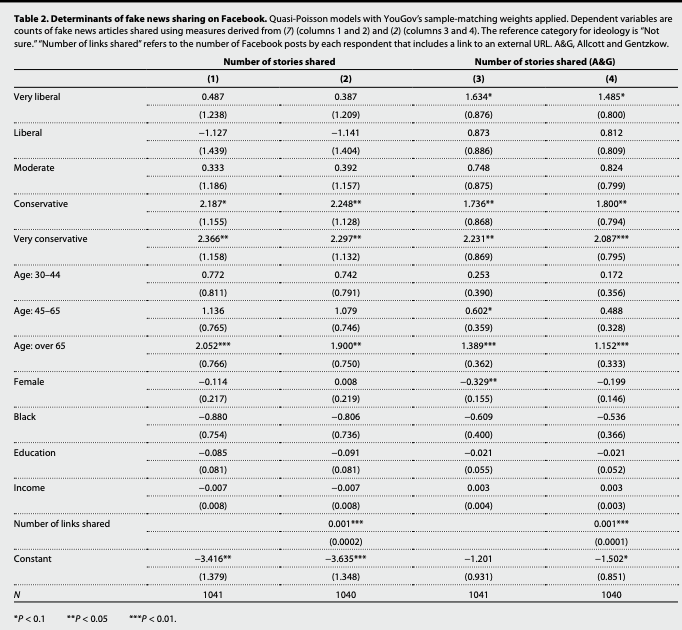 Table 2. Determinants of fake news sharing on Facebook. Quasi-Poisson models with YouGov's sample-matching weights applied. Dependent variables are
counts of fake news articles shared using measures derived from (7) (columns 1 and 2) and (2) (columns 3 and 4). The reference category for ideology is "Not
sure." "Number of links shared" refers to the number of Facebook posts by each respondent that includes a link to an external URL. A&G, Allcott and Gentzkow.
Number of stories shared Number of stories shared (A&G)
(1) (2) (3) (4)
Very liberal 0.487 0.387 1.634* 1.485*
(1.238) (1.209) (0.876) (0.800)
Liberal −1.127 −1.141 0.873 0.812
(1.439) (1.404) (0.886) (0.809)
Moderate 0.333 0.392 0.748 0.824
(1.186) (1.157) (0.875) (0.799)
Conservative 2.187* 2.248** 1.736** 1.800**
(1.155) (1.128) (0.868) (0.794)
Very conservative 2.366** 2.297** 2.231** 2.087***
(1.158) (1.132) (0.869) (0.795)
Age: 30–44 0.772 0.742 0.253 0.172
(0.811) (0.791) (0.390) (0.356)
Age: 45–65 1.136 1.079 0.602* 0.488
(0.765) (0.746) (0.359) (0.328)
Age: over 65 2.052*** 1.900** 1.389*** 1.152***
(0.766) (0.750) (0.362) (0.333)
Female −0.114 0.008 −0.329** −0.199
(0.217) (0.219) (0.155) (0.146)
Black −0.880 −0.806 −0.609 −0.536
(0.754) (0.736) (0.400) (0.366)
Education −0.085 −0.091 −0.021 −0.021
(0.081) (0.081) (0.055) (0.052)
Income −0.007 −0.007 0.003 0.003
(0.008) (0.008) (0.004) (0.003)
Number of links shared 0.001*** 0.001***
(0.0002) (0.0001)
Constant −3.416** −3.635*** −1.201 −1.502*
(1.379) (1.348) (0.931) (0.851)
N 1041 1040 1041 1040
*P < 0.1 **P < 0.05 ***P < 0.01.